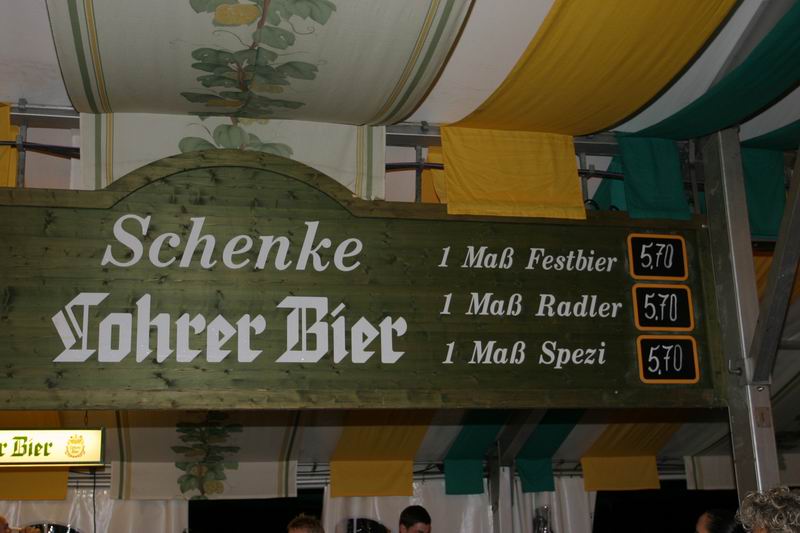 Schenke
Lohrer Bier
1 Maß Festbier 5,70
1 Maß Radler 5,70
1 Maß Spezi 5,70
r Bier